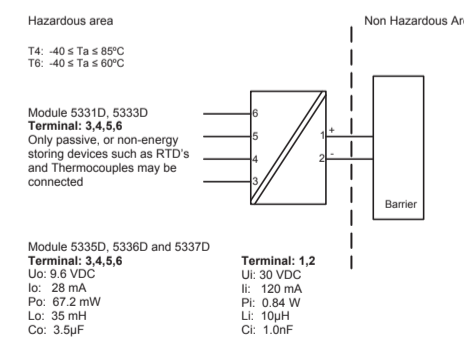 Hazardous area
Non Hazardous Are
T4: -40 ≤ Ta ≤ 85ºC
T6: -40 ≤ Ta ≤ 60ºC
Module 5331D, 5333D
Terminal: 3,4,5,6
Only passive, or non-energy
storing devices such as RTD's
and Thermocouples may be
connected
6
5
4
3
1 +
2 -
Barrier
Module 5335D, 5336D and 5337D
Terminal: 3,4,5,6
Uo: 9.6 VDC
Io: 28 mA
Po: 67.2 mW
Lo: 35 mH
Co: 3.5µF
Terminal: 1,2
Ui: 30 VDC
Ii: 120 mA
Pi: 0.84 W
Li: 10µH
Ci: 1.0nF